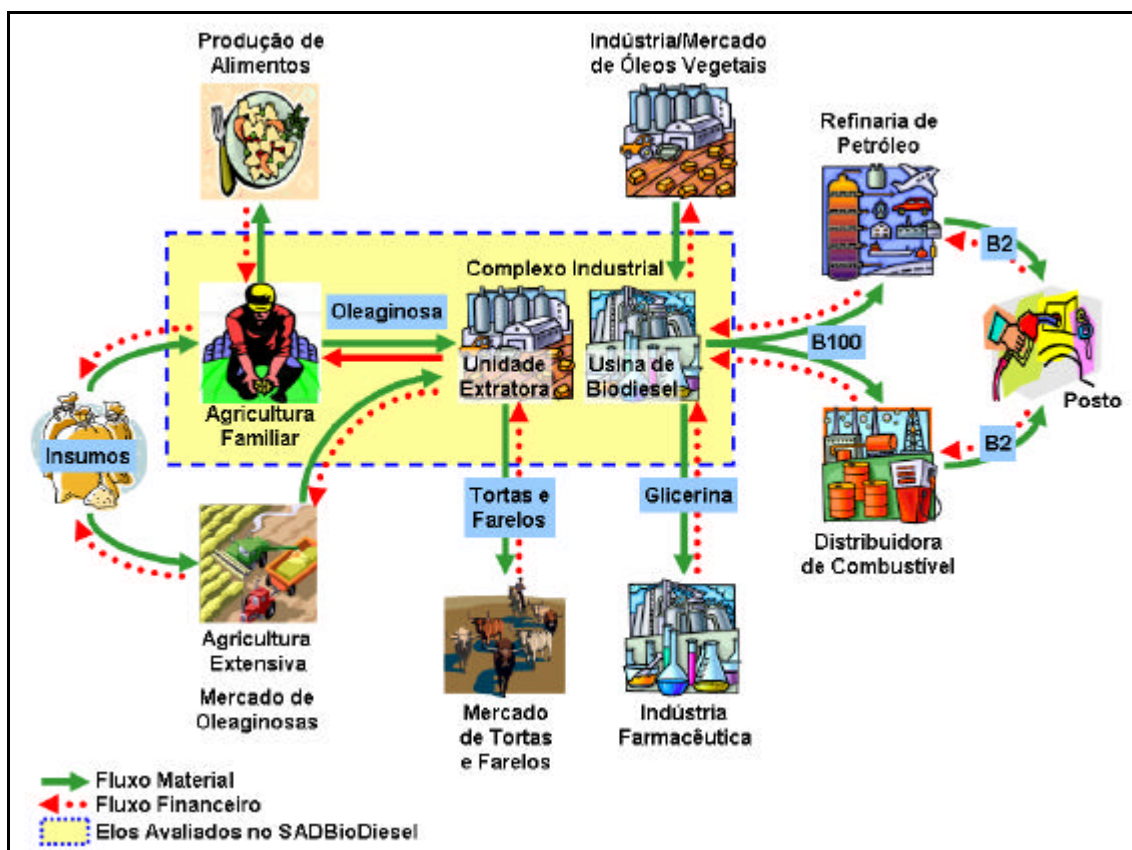 Produção de
Alimentos
Indústria/Mercado
de Óleos Vegetais
Refinaria de
Petróleo
B2
Complexo Industrial
Oleaginosa
Unidade
Extratora
Usina de
Biodiesel
B100
Agricultura
Familiar
Posto
Insumos
B2
Tortas e
Farelos
Glicerina
Distribuidora
de Combustível
Agricultura
Extensiva
Mercado de
Oleaginosas
Mercado
de Tortas
e Farelos
Indústria
Farmacêutica
Fluxo Material
Fluxo Financeiro
Elos Avaliados no SADBioDiesel